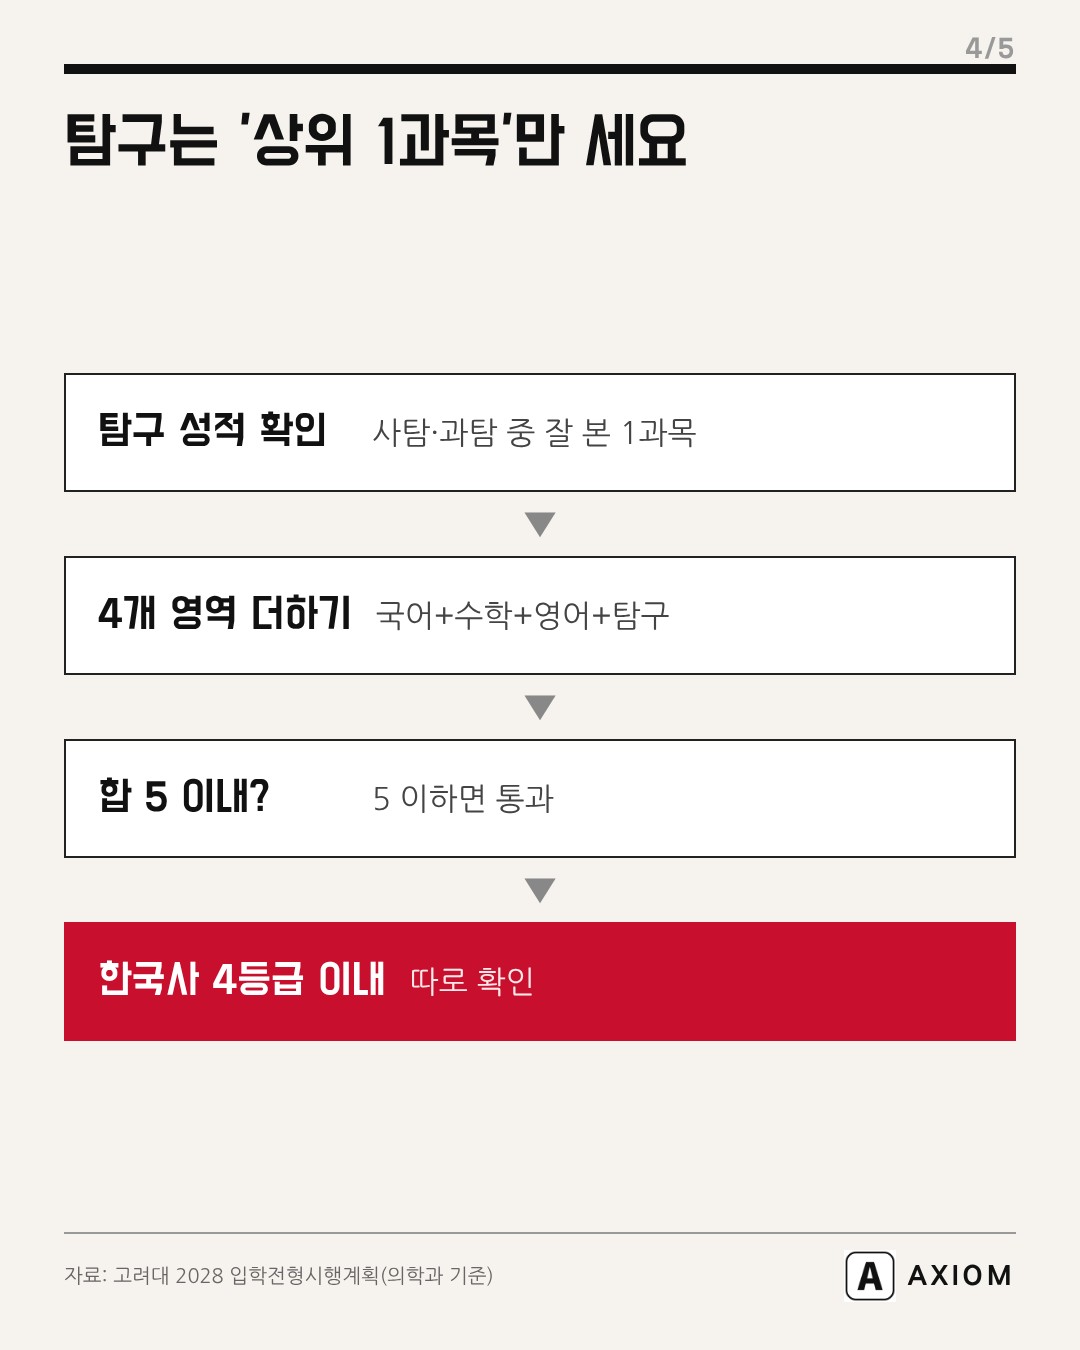 4/5
탐구는 '상위 1과목'만 세요
탐구 성적 확인 사탐·과탐 중 잘 본 1과목
4개 영역 더하기 국어+수학+영어+탐구
합 5 이내? 5 이하면 통과
한국사 4등급 이내 따로 확인
자료: 고려대 2028 입학전형시행계획(의학과 기준)
A AXIOM